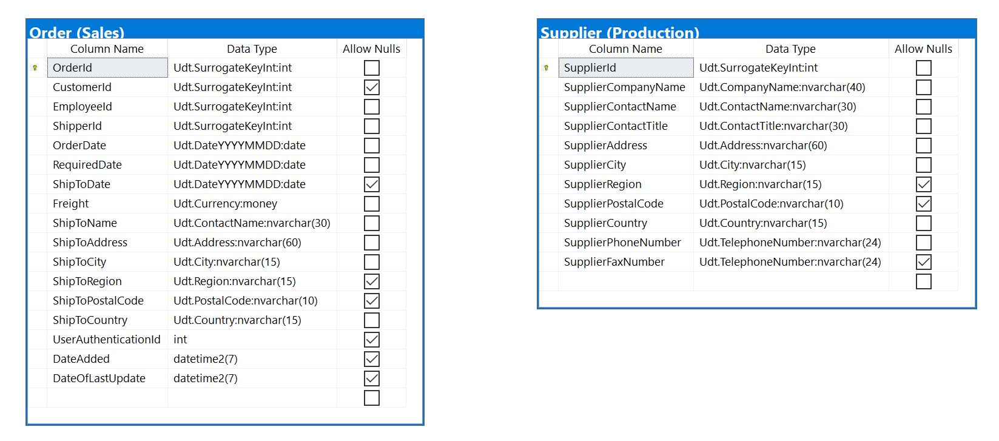 Order (Sales)
Column Name Data Type Allow Nulls
OrderId Udt.SurrogateKeyInt:int
CustomerId Udt.SurrogateKeyInt:int
EmployeeId Udt.SurrogateKeyInt:int
ShipperId Udt.SurrogateKeyInt:int
OrderDate Udt.DateYYYYMMDD:date
RequiredDate Udt.DateYYYYMMDD:date
ShipToDate Udt.DateYYYYMMDD:date
Freight Udt.Currency:money
ShipToName Udt.ContactName:nvarchar(30)
ShipToAddress Udt.Address:nvarchar(60)
ShipToCity Udt.City:nvarchar(15)
ShipToRegion Udt.Region:nvarchar(15)
ShipToPostalCode Udt.PostalCode:nvarchar(10)
ShipToCountry Udt.Country:nvarchar(15)
UserAuthenticationId int
DateAdded datetime2(7)
DateOfLastUpdate datetime2(7)
Supplier (Production)
Column Name Data Type Allow Nulls
SupplierId Udt.SurrogateKeyInt:int
SupplierCompanyName Udt.CompanyName:nvarchar(40)
SupplierContactName Udt.ContactName:nvarchar(30)
SupplierContactTitle Udt.ContactTitle:nvarchar(30)
SupplierAddress Udt.Address:nvarchar(60)
SupplierCity Udt.City:nvarchar(15)
SupplierRegion Udt.Region:nvarchar(15)
SupplierPostalCode Udt.PostalCode:nvarchar(10)
SupplierCountry Udt.Country:nvarchar(15)
SupplierPhoneNumber Udt.TelephoneNumber:nvarchar(24)
SupplierFaxNumber Udt.TelephoneNumber:nvarchar(24)